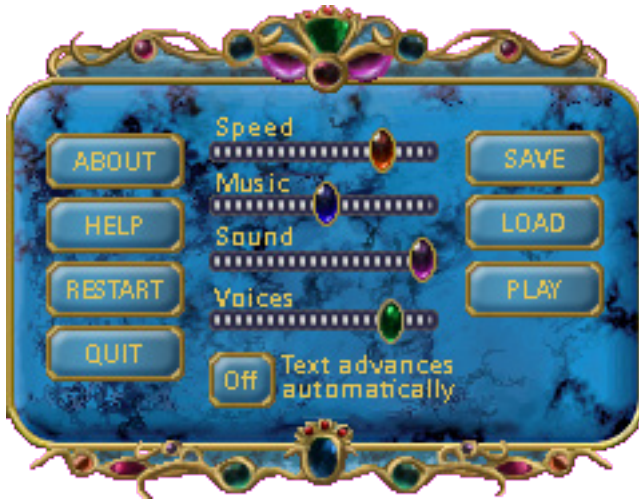 ABOUT
HELP
RESTART
QUIT
Speed
Music
Sound
Voices
Off
Text advances
automatically
SAVE
LOAD
PLAY